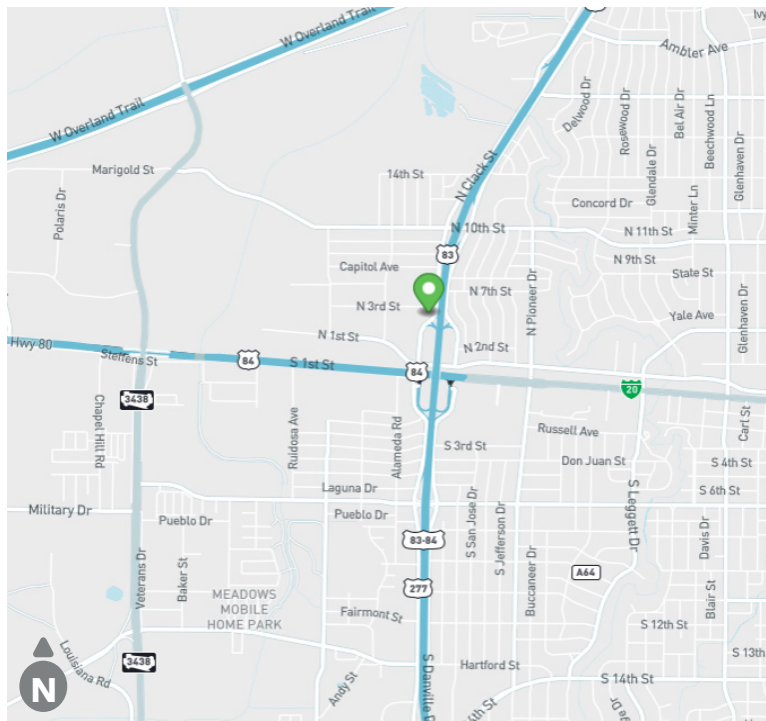 W Overland Trail
Ambler Ave
Ivy
W Overland Trail
Delwood Dr
Rosewood Dr
Bel Air Dr
Beechwood Ln
Glenhaven Dr
Marigold St
14th St
N Clack St
Glendale Dr
Minter Ln
Polaris Dr
Concord Dr
N 10th St
N 11th St
83
N 9th St
Capitol Ave
State St
N 7th St
N Pioneer Dr
N 3rd St
Yale Ave
Glenhaven Dr
N 1st St
N 2nd St
Hwy 80
Steffens St
84
S 1st St
84
20
3438
Chapel Hill Rd
Ruidosa Ave
Alameda Rd
Carl St
Russell Ave
S 3rd St
Don Juan St
S 4th St
Laguna Dr
S 6th St
Military Dr
Pueblo Dr
Pueblo Dr
S San Jose Dr
S Jefferson Dr
S Leggett Dr
Davis Dr
83-84
Veterans Dr
Baker St
Buccaneer Dr
A64
277
Blair St
MEADOWS
MOBILE
HOME PARK
Fairmont St
S 12th St
Louisiana Rd
3438
S 13th
Hartford St
S 14th St
Andy St
S Danville D
N